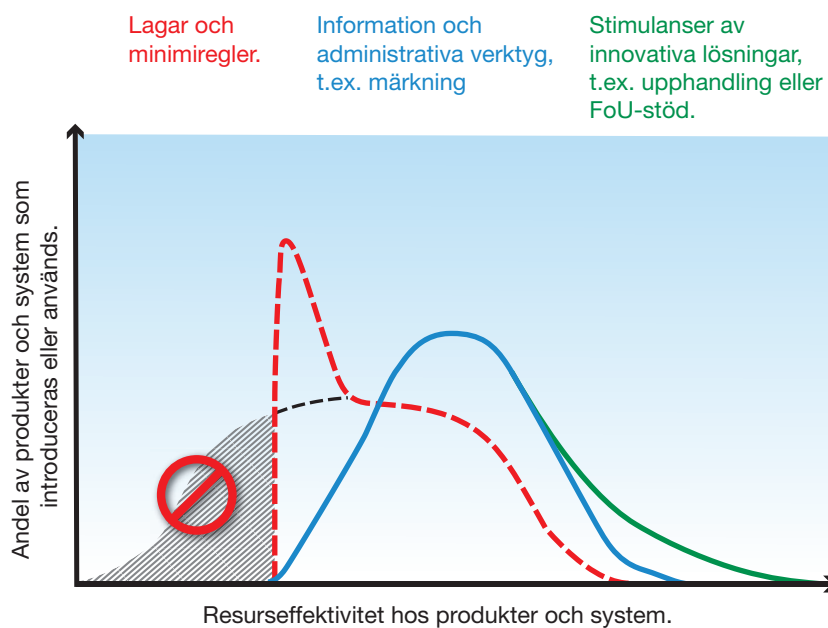 Lagar och
minimiregler.
Information och
administrativa verktyg,
t.ex. märkning
Stimulanser av
innovativa lösningar,
t.ex. upphandling eller
FoU-stöd.
Andel av produkter och system som
introduceras eller används.
Resurseffektivitet hos produkter och system.